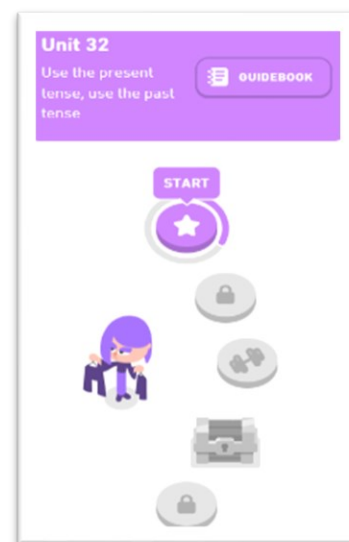 Unit 32
Use the present
tense, use the past
tense
GUIDEBOOK
START